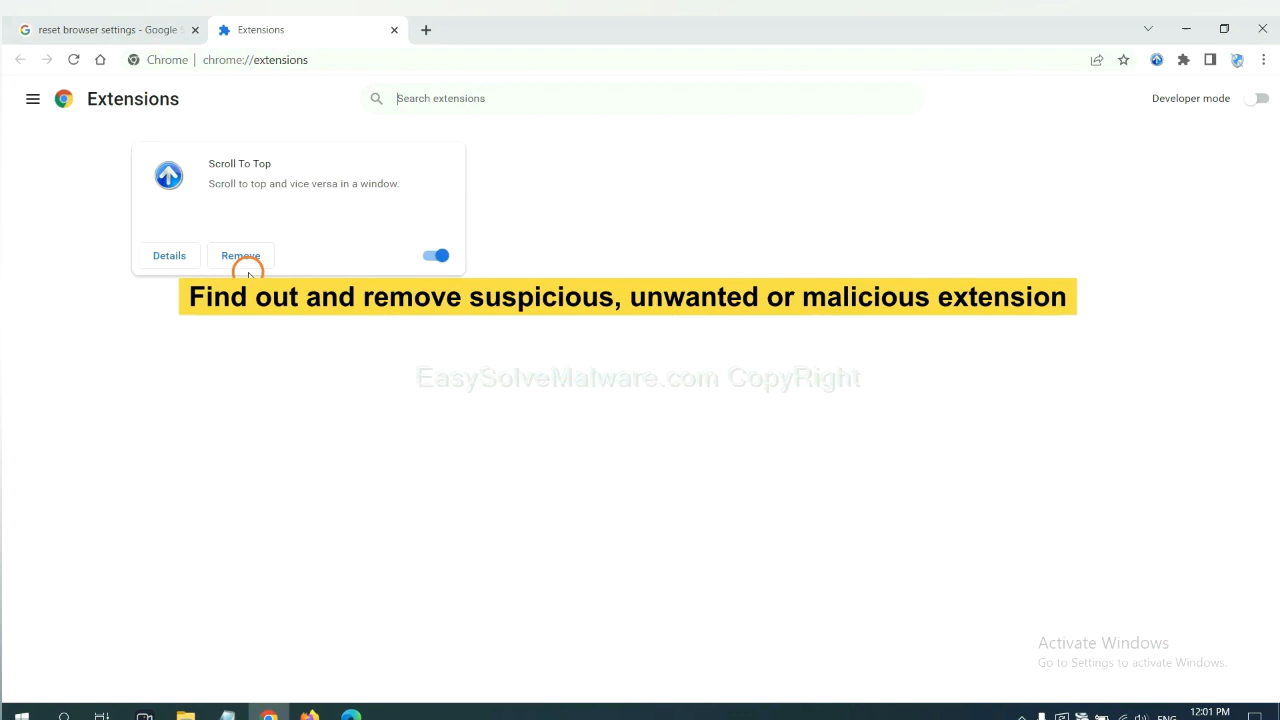 reset browser settings - Google
Extensions
Chrome
chrome://extensions
Extensions
Search extensions
Developer mode
Scroll To Top
Scroll to top and vice versa in a window.
Details
Remove
Find out and remove suspicious, unwanted or malicious extension
EasySolveMalware.com CopyRight
Activate Windows
Go to Settings to activate Windows.
ENG
12:01 PM